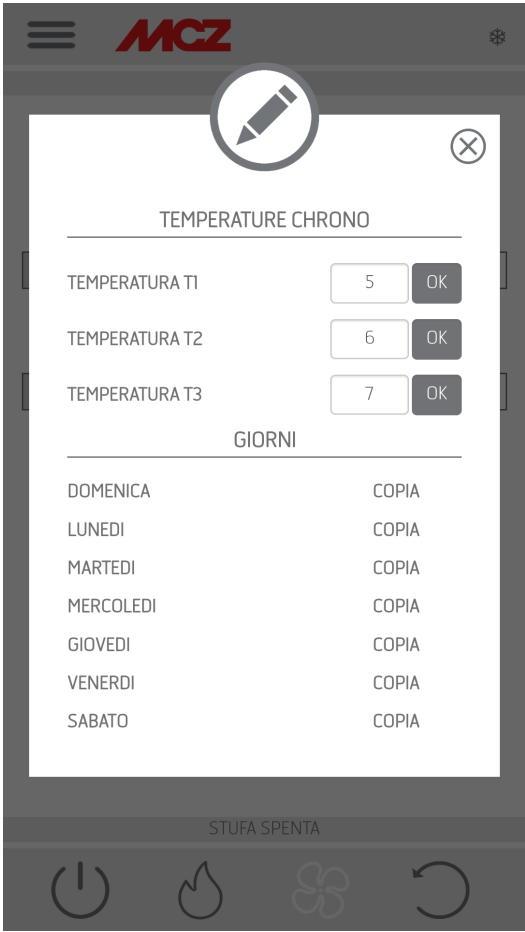 MCZ
TEMPERATURE CHRONO
TEMPERATURA T1 5 OK
TEMPERATURA T2 6 OK
TEMPERATURA T3 7 OK
GIORNI
DOMENICA COPIA
LUNEDI COPIA
MARTEDI COPIA
MERCOLEDI COPIA
GIOVEDI COPIA
VENERDI COPIA
SABATO COPIA
STUFA SPENTA